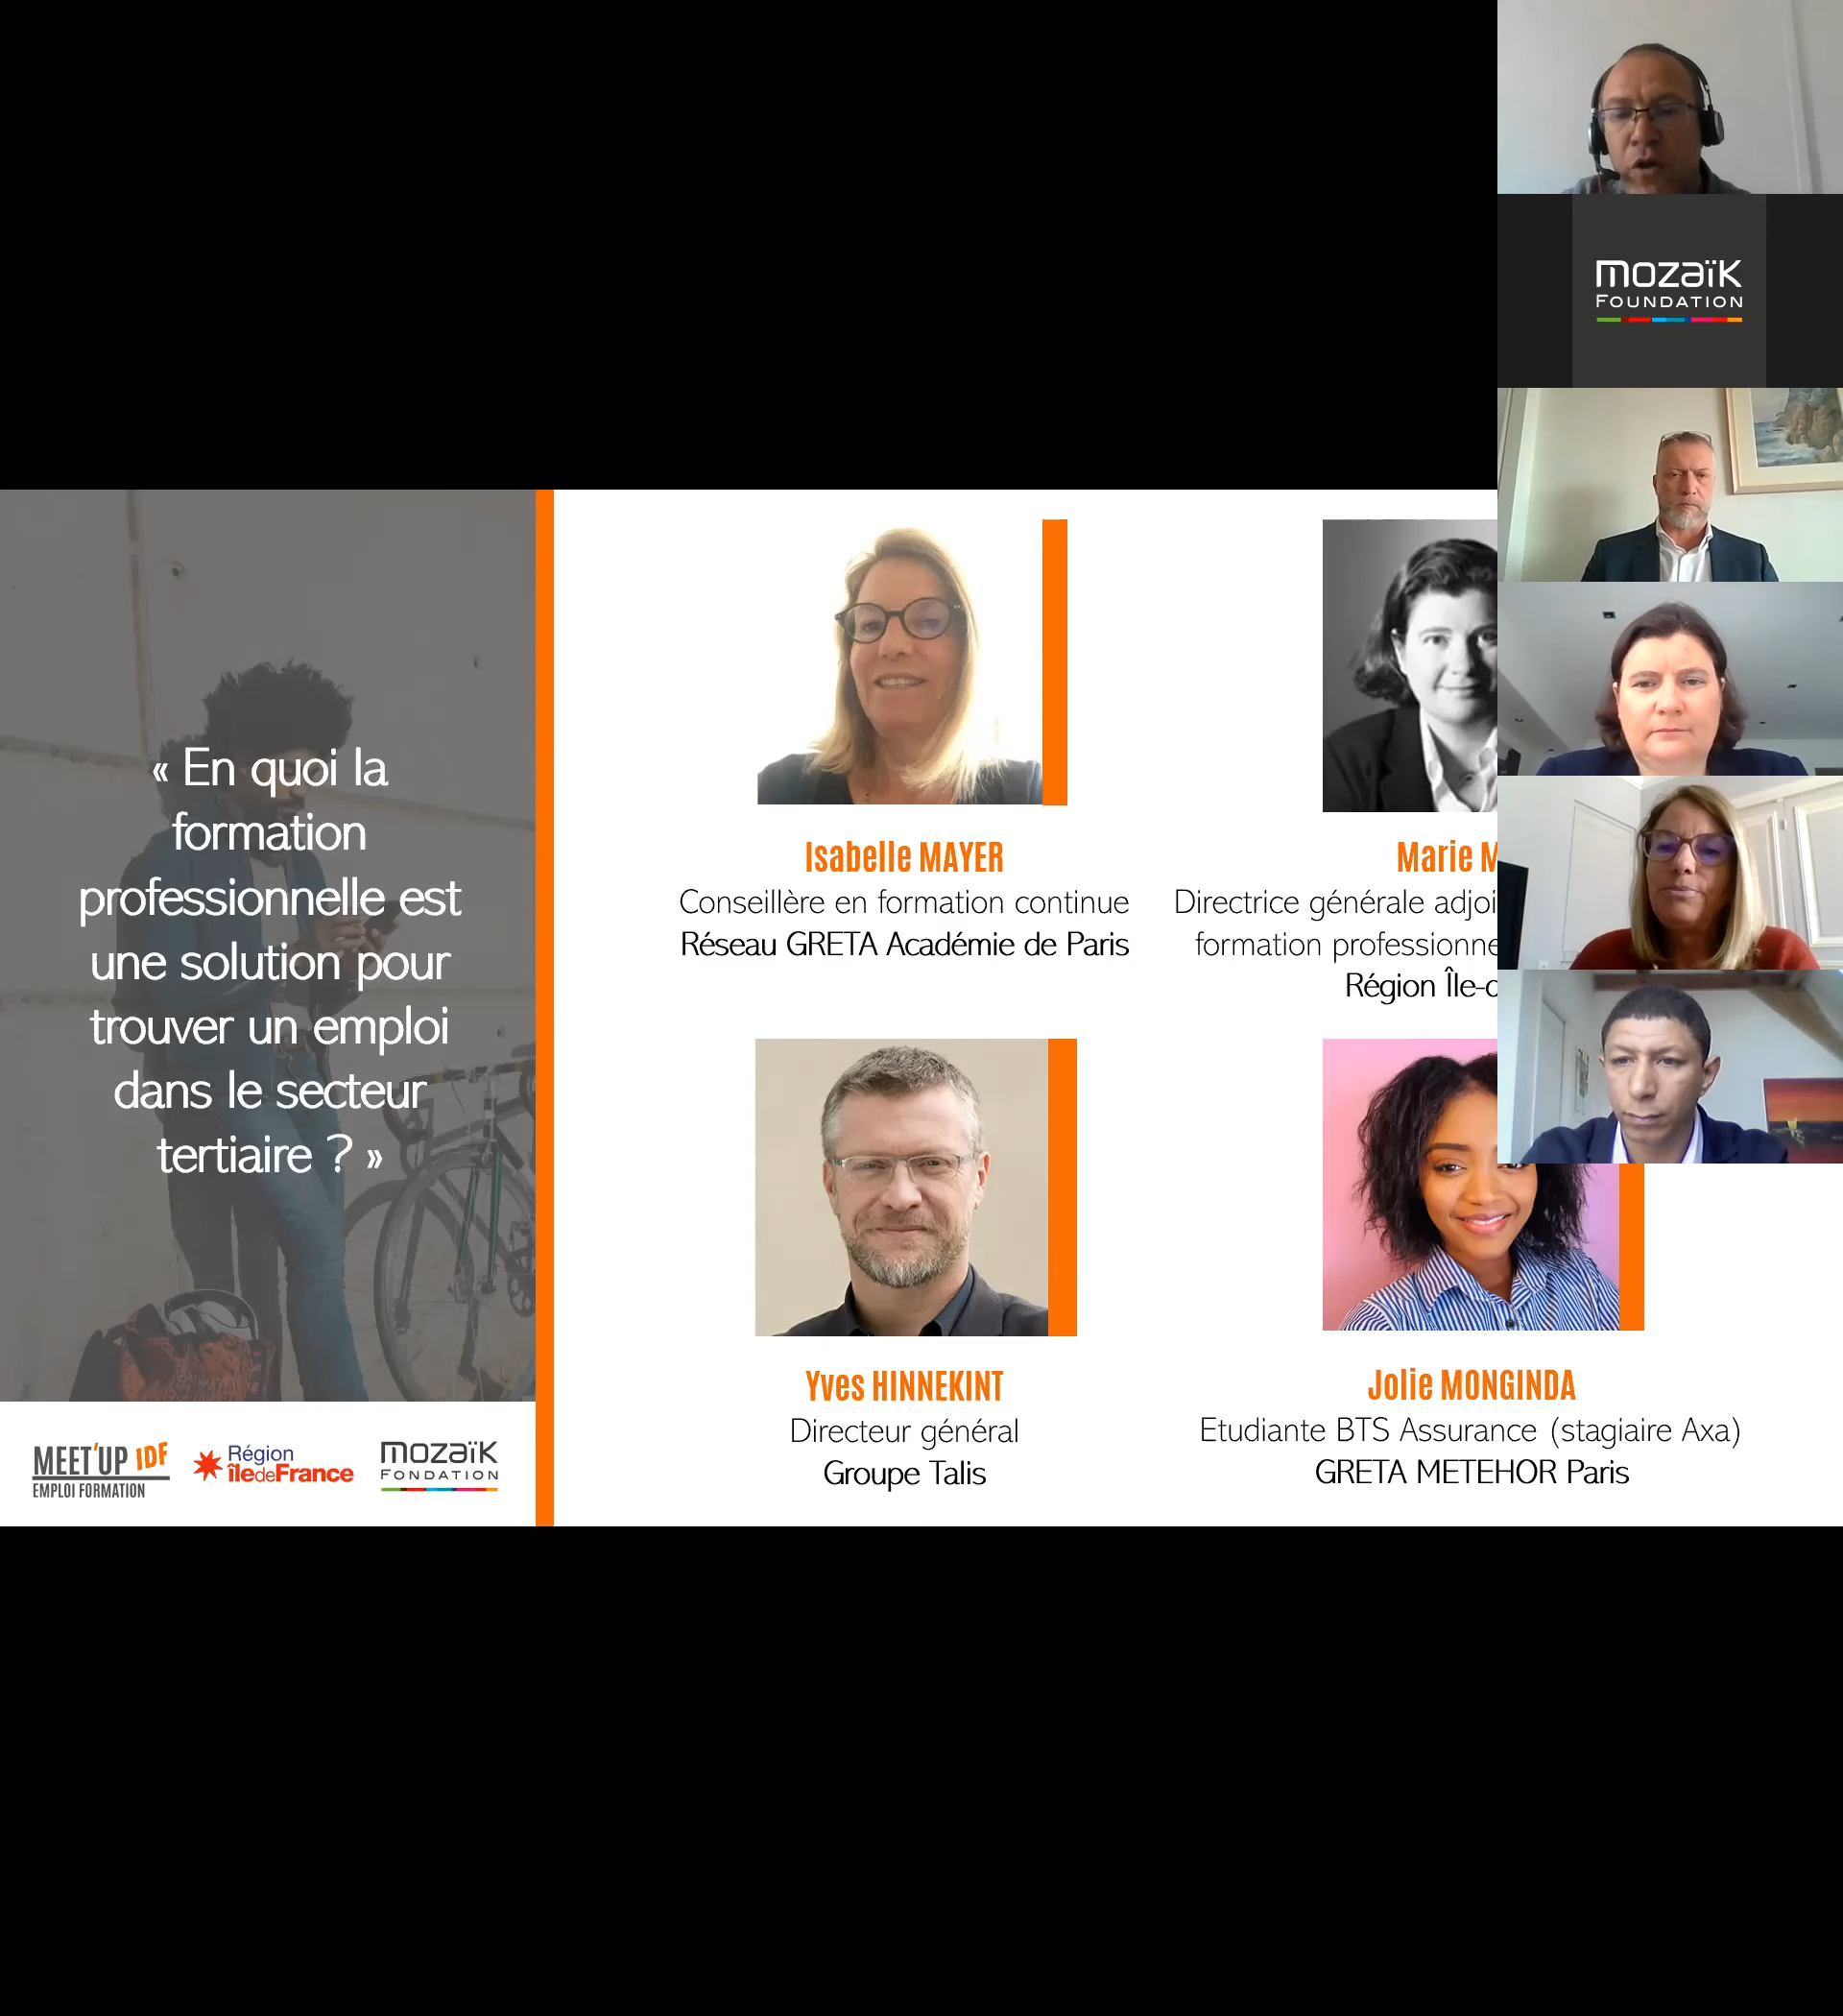 mozaïk
FOUNDATION
« En quoi la
formation
professionnelle est
une solution pour
trouver un emploi
dans le secteur
tertiaire ? »
Isabelle MAYER
Conseillère en formation continue
Réseau GRETA Académie de Paris
Marie
Directrice générale
formation
Région
Yves HINNEKINT
Directeur général
Groupe Talis
Jolie MONGINDA
Etudiante BTS Assurance (stagiaire Axa)
GRETA METEHOR Paris
MEET'UP IDF
EMPLOI FORMATION
Région
îledeFrance
mozaïk
FONDATION